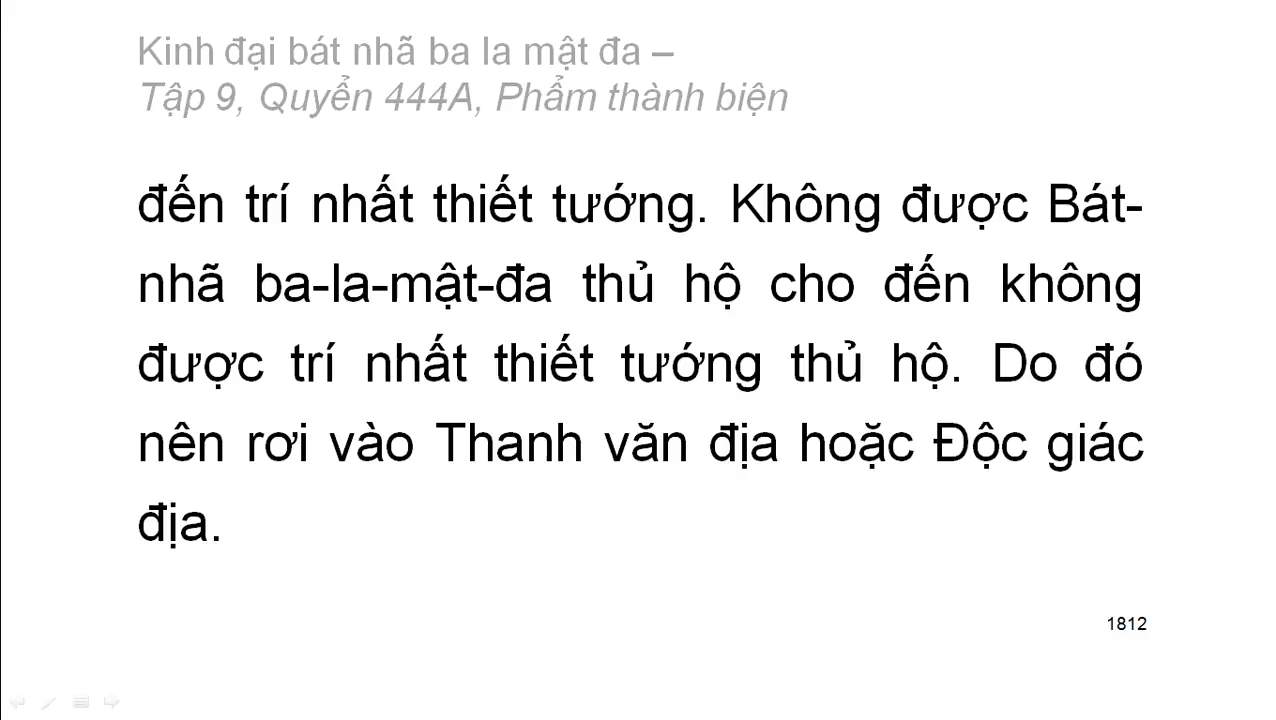 Kinh đại bát nhã ba la mật đa –
Tập 9, Quyển 444A, Phẩm thành biện
đến trí nhất thiết tướng. Không được Bát-
nhã ba-la-mật-đa thủ hộ cho đến không
được trí nhất thiết tướng thủ hộ. Do đó
nên rơi vào Thanh văn địa hoặc Độc giác
địa.
1812